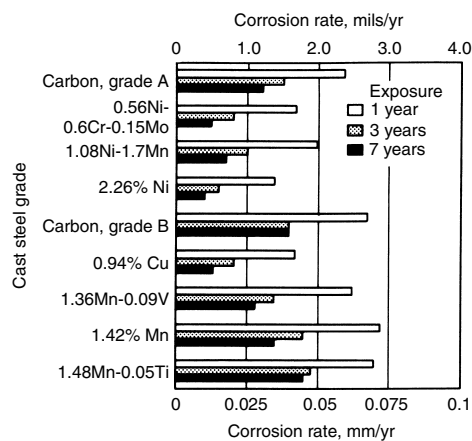 Corrosion rate, mils/yr
0 1.0 2.0 3.0 4.0
Exposure
1 year
3 years
7 years
Cast steel grade
Carbon, grade A
0.56Ni-
0.6Cr-0.15Mo
1.08Ni-1.7Mn
2.26% Ni
Carbon, grade B
0.94% Cu
1.36Mn-0.09V
1.42% Mn
1.48Mn-0.05Ti
0 0.025 0.05 0.075 0.1
Corrosion rate, mm/yr